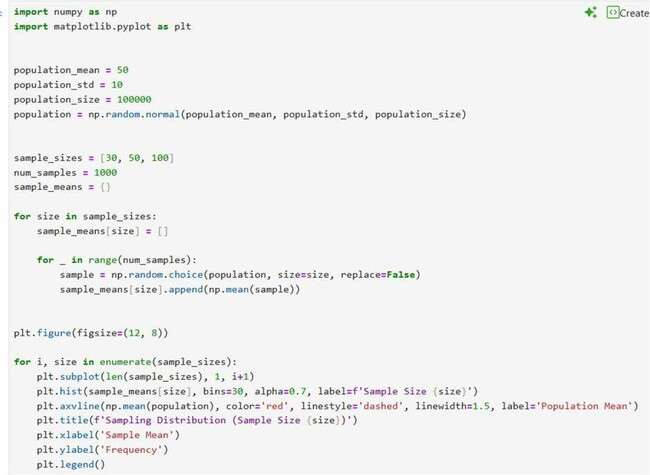 import numpy as np
Create
import matplotlib.pyplot as plt
population_mean = 50
population_std = 10
population_size = 100000
population = np.random.normal(population_mean, population_std, population_size)
sample_sizes = [30, 50, 100]
num_samples = 1000
sample_means = {}
for size in sample_sizes:
    sample_means[size] = []
    for _ in range(num_samples):
        sample = np.random.choice(population, size=size, replace=False)
        sample_means[size].append(np.mean(sample))
plt.figure(figsize=(12, 8))
for i, size in enumerate(sample_sizes):
    plt.subplot(len(sample_sizes), 1, i+1)
    plt.hist(sample_means[size], bins=30, alpha=0.7, label=f'Sample Size {size}')
    plt.axvline(np.mean(population), color='red', linestyle='dashed', linewidth=1.5, label='Population Mean')
    plt.title(f'Sampling Distribution (Sample Size {size})')
    plt.xlabel('Sample Mean')
    plt.ylabel('Frequency')
    plt.legend()